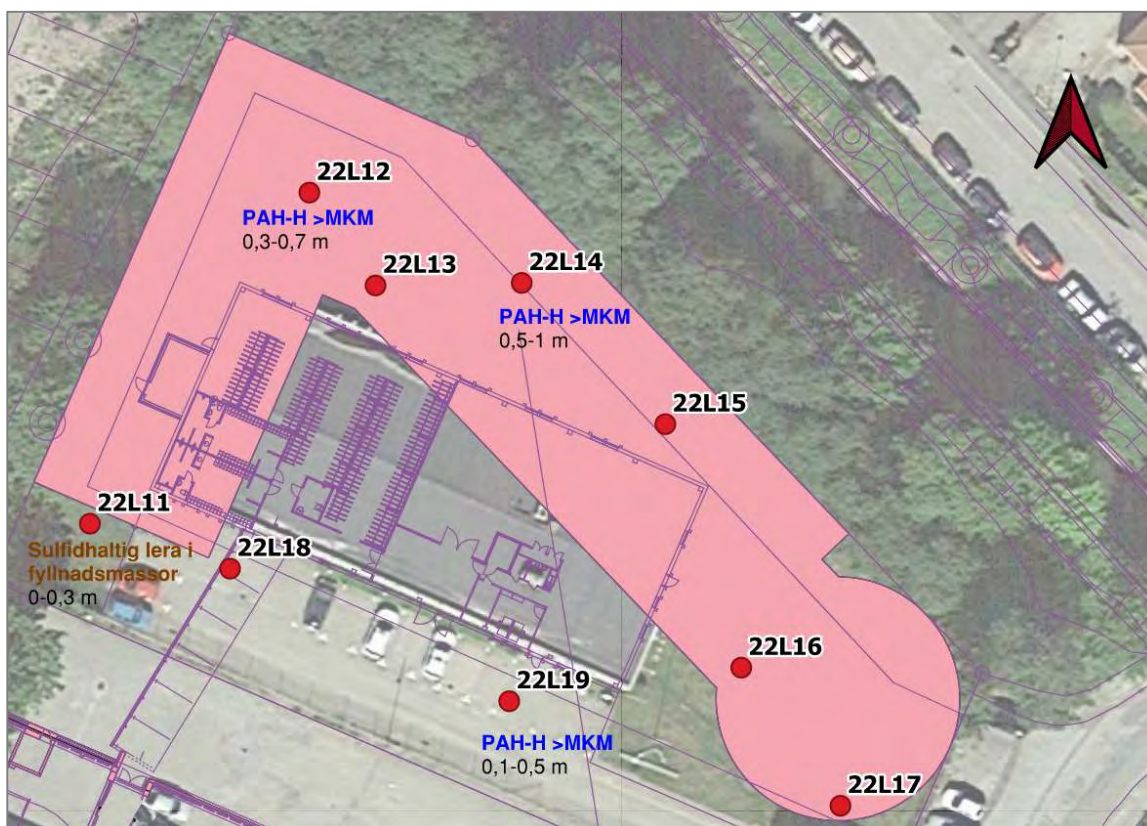 22L12
PAH-H >MKM
0,3-0,7 m
22L13
22L14
PAH-H >MKM
0,5-1 m
22L15
22L11
Sulfidhaltig lera i
fyllnadsmassor
0-0,3 m
22L18
22L16
22L19
PAH-H >MKM
0,1-0,5 m
22L17